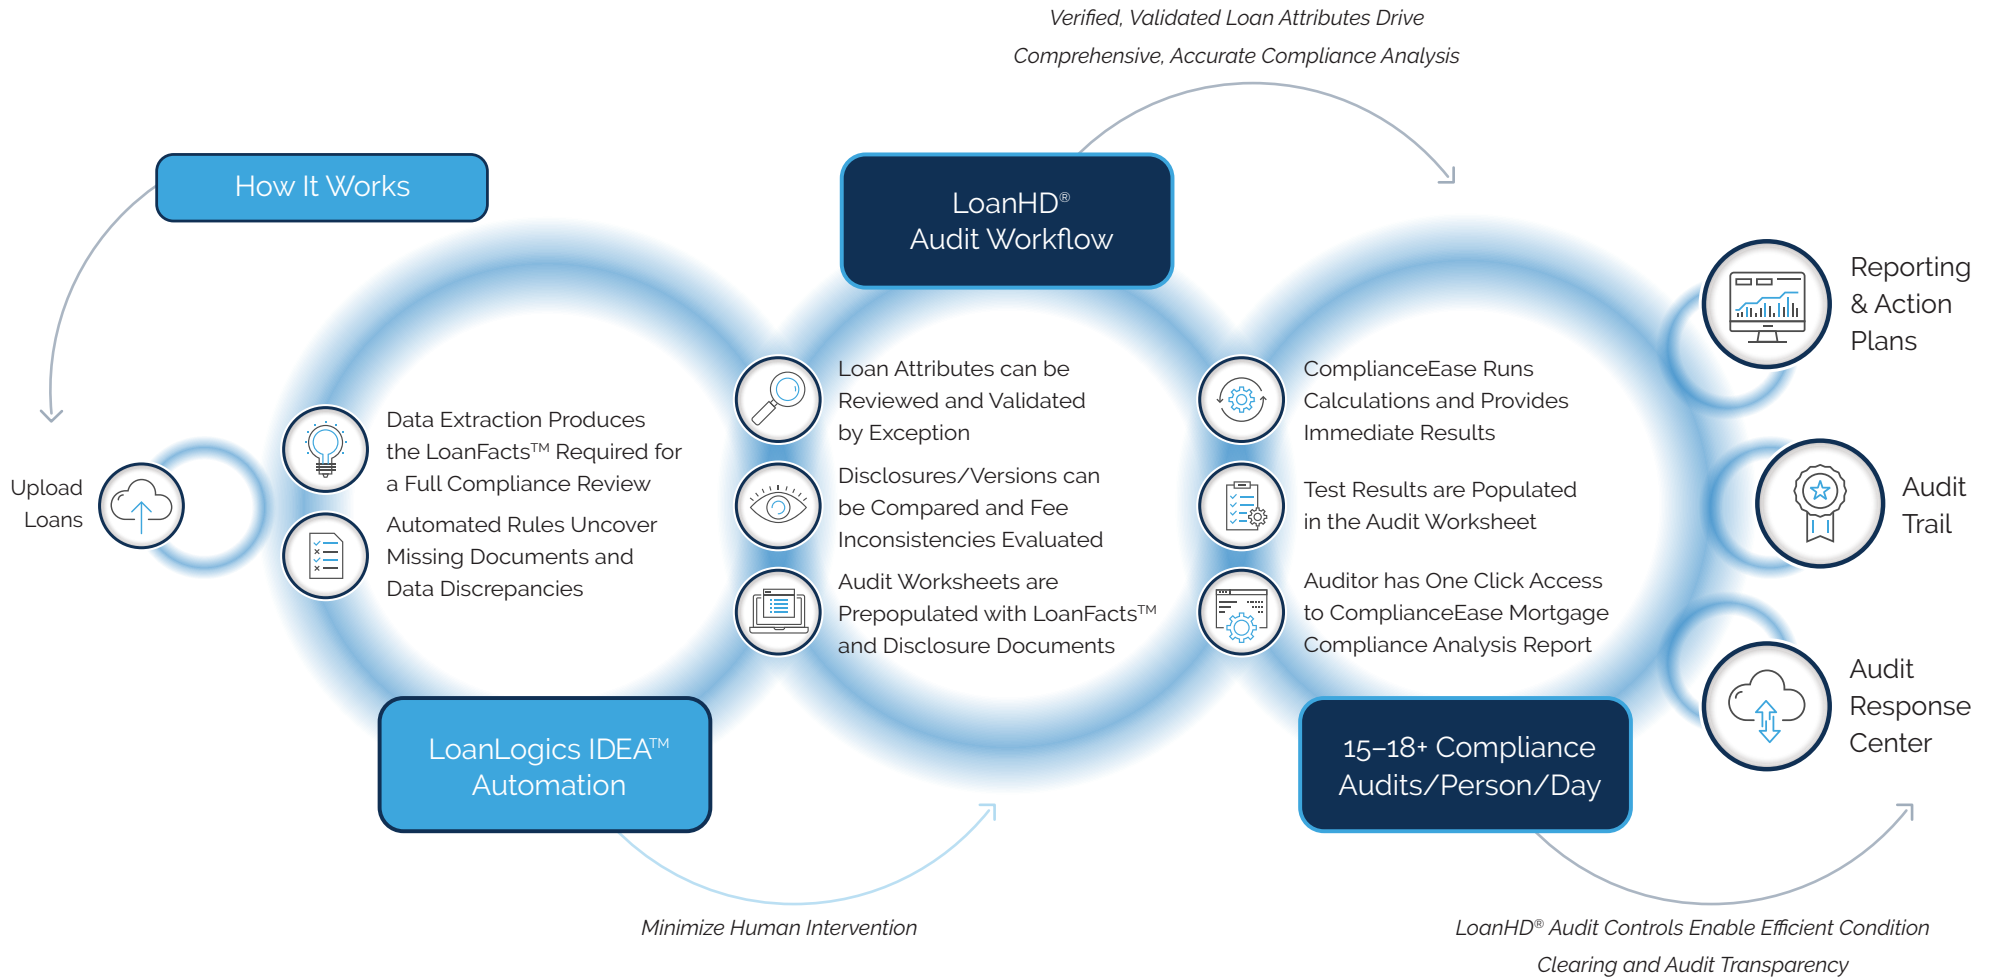 Verified, Validated Loan Attributes Drive
Comprehensive, Accurate Compliance Analysis
How It Works
LoanHD®
Audit Workflow
Upload
Loans
Data Extraction Produces
the LoanFacts™ Required for
a Full Compliance Review
Automated Rules Uncover
Missing Documents and
Data Discrepancies
LoanLogics IDEA™
Automation
Loan Attributes can be
Reviewed and Validated
by Exception
Disclosures/Versions can
be Compared and Fee
Inconsistencies Evaluated
Audit Worksheets are
Prepopulated with LoanFacts™
and Disclosure Documents
ComplianceEase Runs
Calculations and Provides
Immediate Results
Test Results are Populated
in the Audit Worksheet
Auditor has One Click Access
to ComplianceEase Mortgage
Compliance Analysis Report
15–18+ Compliance
Audits/Person/Day
Reporting
& Action
Plans
Audit
Trail
Audit
Response
Center
Minimize Human Intervention
LoanHD® Audit Controls Enable Efficient Condition
Clearing and Audit Transparency